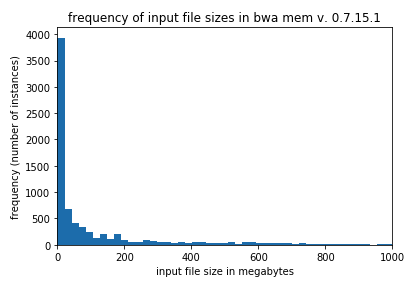 frequency of input file sizes in bwa mem v. 0.7.15.1
frequency (number of instances)
4000
3500
3000
2500
2000
1500
1000
500
0
0 200 400 600 800 1000
input file size in megabytes